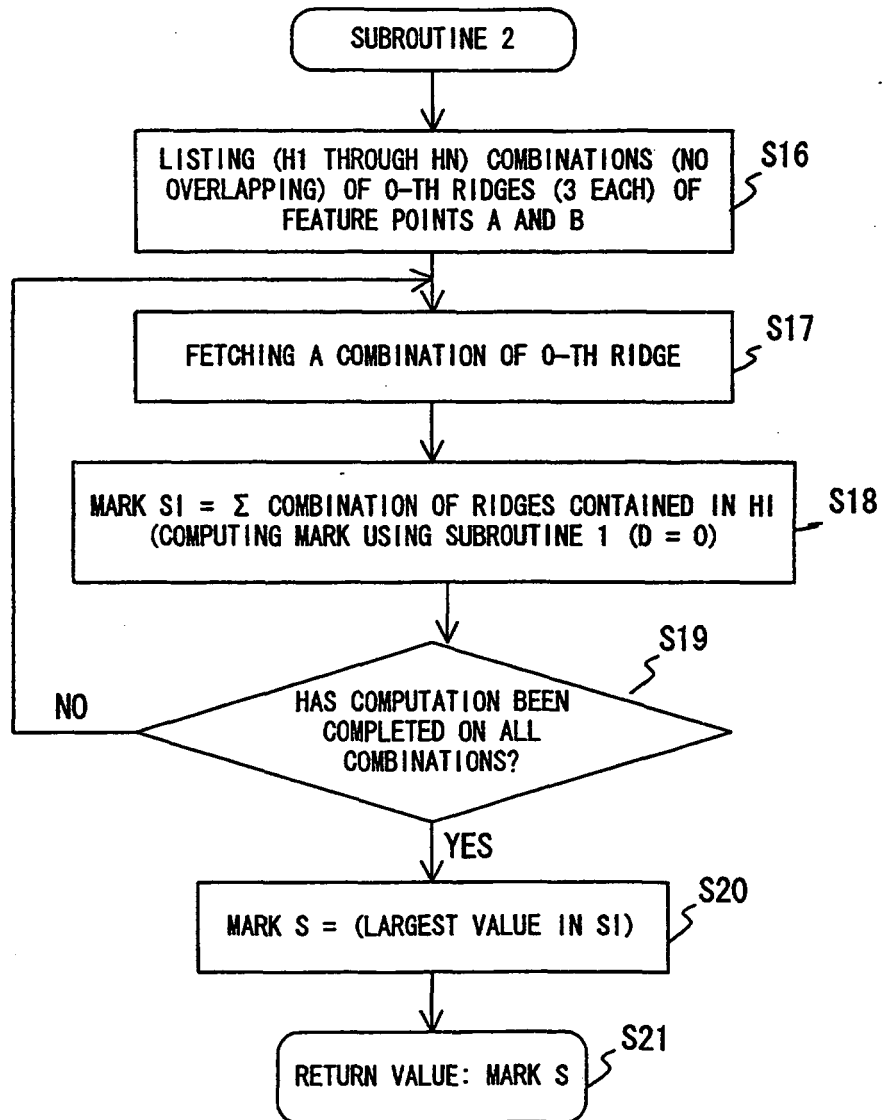 SUBROUTINE 2
LISTING (H1 THROUGH HN) COMBINATIONS (NO
OVERLAPPING) OF 0-TH RIDGES (3 EACH) OF
FEATURE POINTS A AND B
S16
FETCHING A COMBINATION OF 0-TH RIDGE
S17
MARK SI = Σ COMBINATION OF RIDGES CONTAINED IN HI
(COMPUTING MARK USING SUBROUTINE 1 (D = 0)
S18
HAS COMPUTATION BEEN
COMPLETED ON ALL
COMBINATIONS?
S19
NO
YES
MARK S = (LARGEST VALUE IN SI)
S20
RETURN VALUE: MARK S
S21